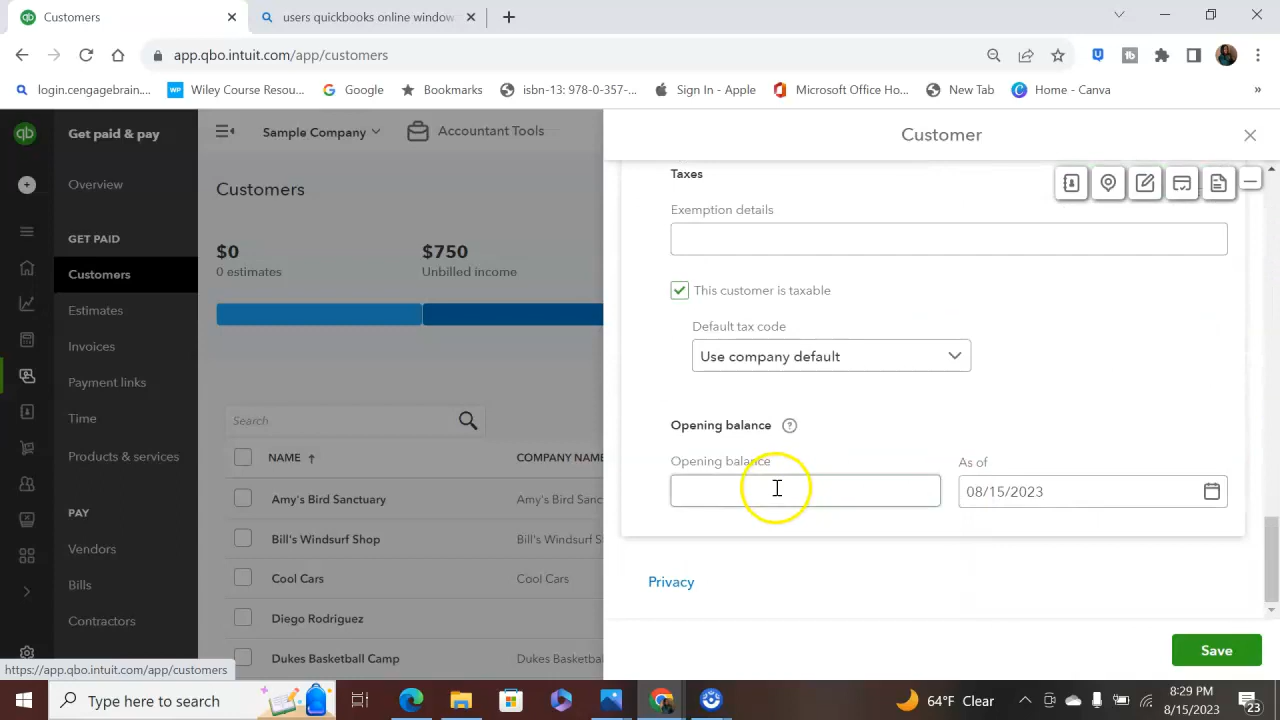 Customers
users quickbooks online window
app.qbo.intuit.com/app/customers
login.cengagebrain....
WP
Wiley Course Resour...
Google
Bookmarks
isbn-13: 978-0-357-...
Sign In - Apple
Microsoft Office Ho...
New Tab
Home - Canva
»
qb
Get paid & pay
Overview
GET PAID
Customers
Estimates
Invoices
Payment links
Time
Products & services
PAY
Vendors
Bills
Contractors
Sample Company
Accountant Tools
Customers
$0
0 estimates
$750
Unbilled income
Search
NAME
COMPANY NAME
Amy's Bird Sanctuary
Amy's Bird Sanc
Bill's Windsurf Shop
Bill's Windsurf S
Cool Cars
Cool Cars
Diego Rodriguez
Dukes Basketball Camp
Dukes Basketba
Customer
Taxes
Exemption details
This customer is taxable
Default tax code
Use company default
Opening balance ?
Opening balance
As of
08/15/2023
Privacy
Save
https://app.qbo.intuit.com/app/customers
Type here to search
64°F Clear
8:29 PM
8/15/2023
23